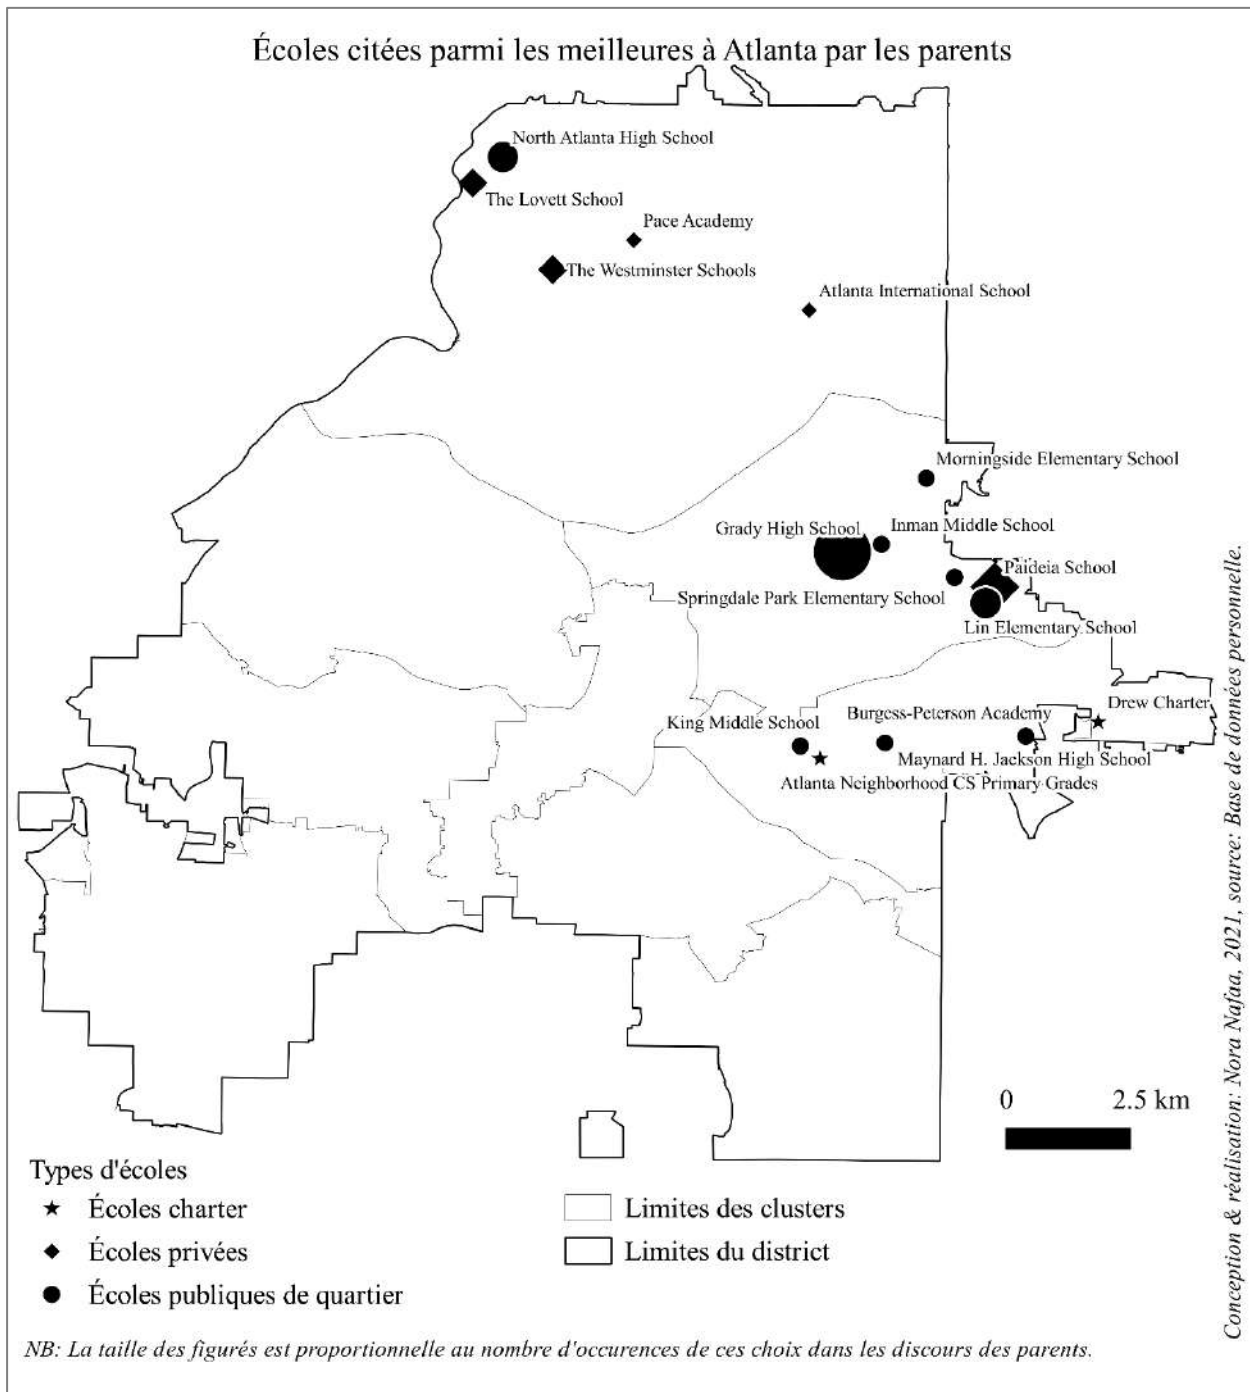 Écoles citées parmi les meilleures à Atlanta par les parents
North Atlanta High School
The Lovett School
Pace Academy
The Westminster Schools
Atlanta International School
Morningside Elementary School
Grady High School
Inman Middle School
Paideia School
Springdale Park Elementary School
Lin Elementary School
Drew Charter
King Middle School
Burgess-Peterson Academy
Maynard H. Jackson High School
Atlanta Neighborhood CS Primary Grades
0 2.5 km
Types d'écoles
Écoles charter
Écoles privées
Écoles publiques de quartier
Limites des clusters
Limites du district
NB: La taille des figurés est proportionnelle au nombre d'occurences de ces choix dans les discours des parents.
Conception & réalisation: Nora Nafaa, 2021, source: Base de données personnelle.